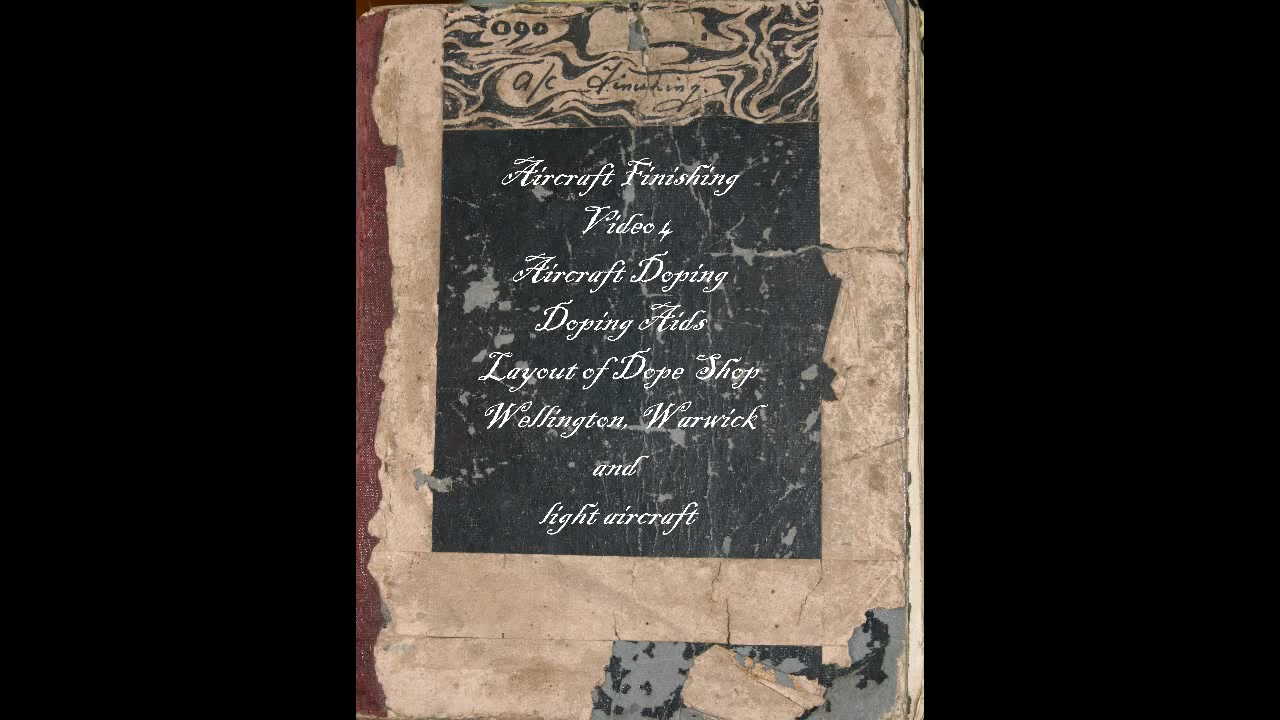 090
a/c Finishing.
Aircraft Finishing
Video 4
Aircraft Doping
Doping Aids
Layout of Dope Shop
Wellington, Warwick
and
light aircraft